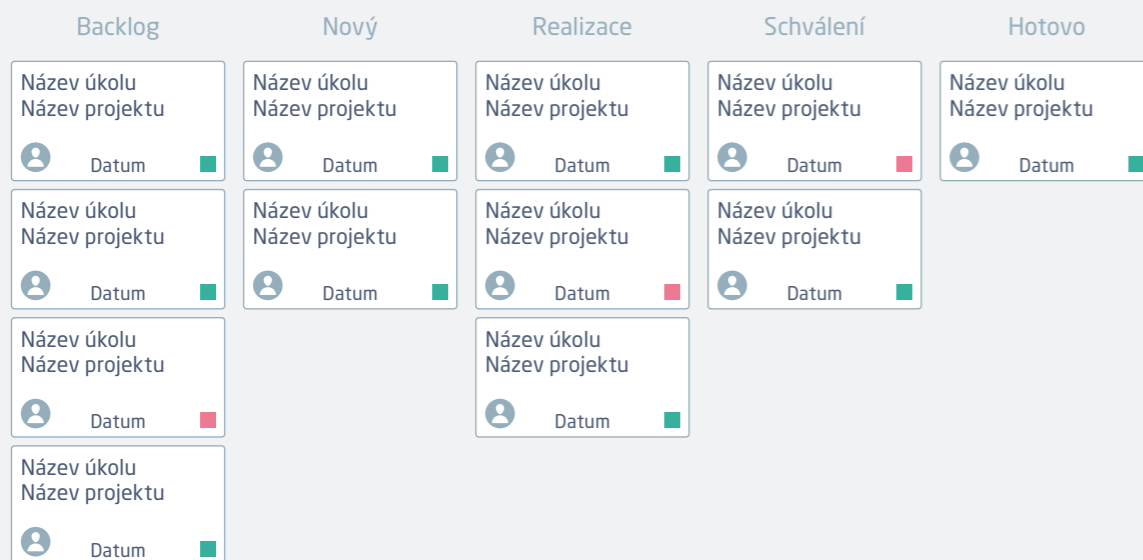 Backlog
Název úkolu
Název projektu
Datum
Název úkolu
Název projektu
Datum
Název úkolu
Název projektu
Datum
Název úkolu
Název projektu
Datum
Nový
Název úkolu
Název projektu
Datum
Název úkolu
Název projektu
Datum
Realizace
Název úkolu
Název projektu
Datum
Název úkolu
Název projektu
Datum
Název úkolu
Název projektu
Datum
Schválení
Název úkolu
Název projektu
Datum
Název úkolu
Název projektu
Datum
Hotovo
Název úkolu
Název projektu
Datum